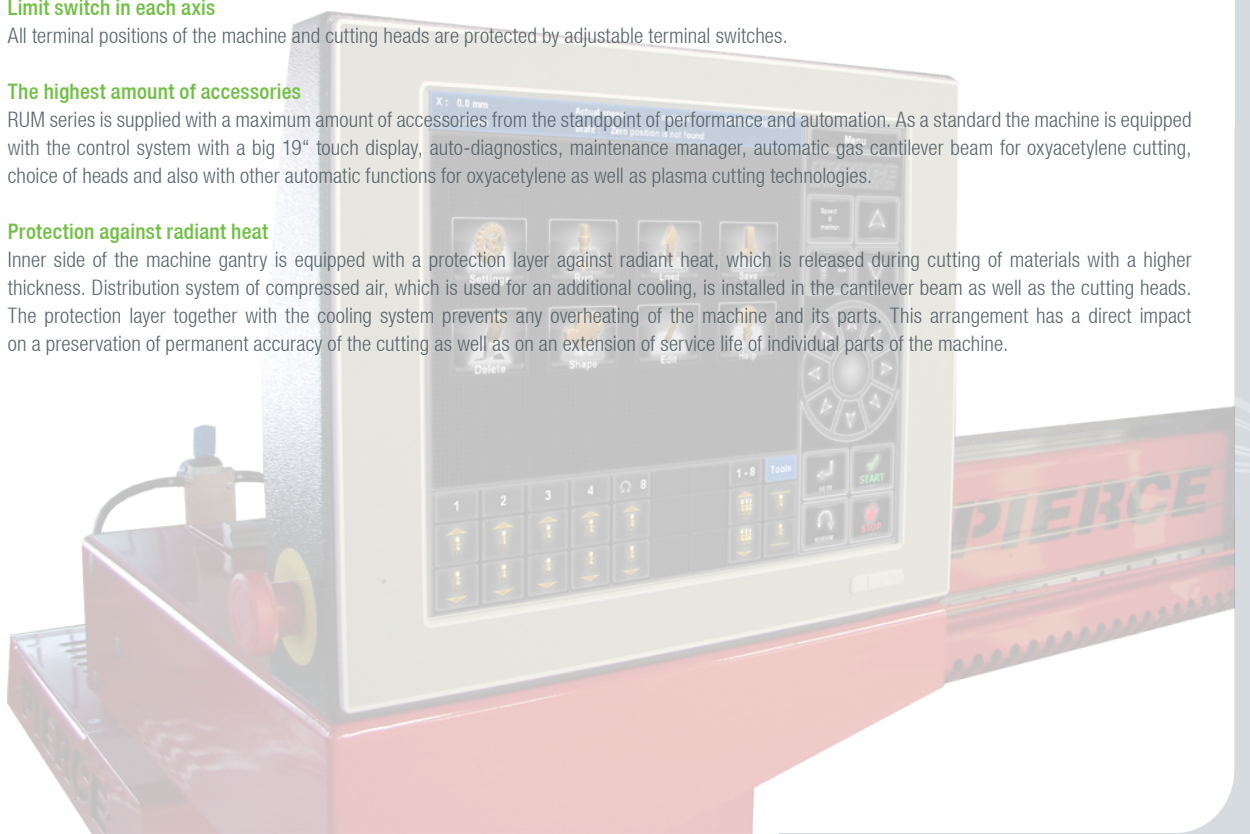 Limit switch in each axis
All terminal positions of the machine and cutting heads are protected by adjustable terminal switches.
The highest amount of accessories
RUM series is supplied with a maximum amount of accessories from the standpoint of performance and automation. As a standard the machine is equipped
with the control system with a big 19“ touch display, auto-diagnostics, maintenance manager, automatic gas cantilever beam for oxyacetylene cutting,
choice of heads and also with other automatic functions for oxyacetylene as well as plasma cutting technologies.
Protection against radiant heat
Inner side of the machine gantry is equipped with a protection layer against radiant heat, which is released during cutting of materials with a higher
thickness. Distribution system of compressed air, which is used for an additional cooling, is installed in the cantilever beam as well as the cutting heads.
The protection layer together with the cooling system prevents any overheating of the machine and its parts. This arrangement has a direct impact
on a preservation of permanent accuracy of the cutting as well as on an extension of service life of individual parts of the machine.
X: 0.0 mm
Zero position is not found
Menu
Settings
Load
Save
Delete
Shape
Edit
Help
1 2 3 4 8
1 - 8
Tools
START
STOP
PIERCE
PIERCE